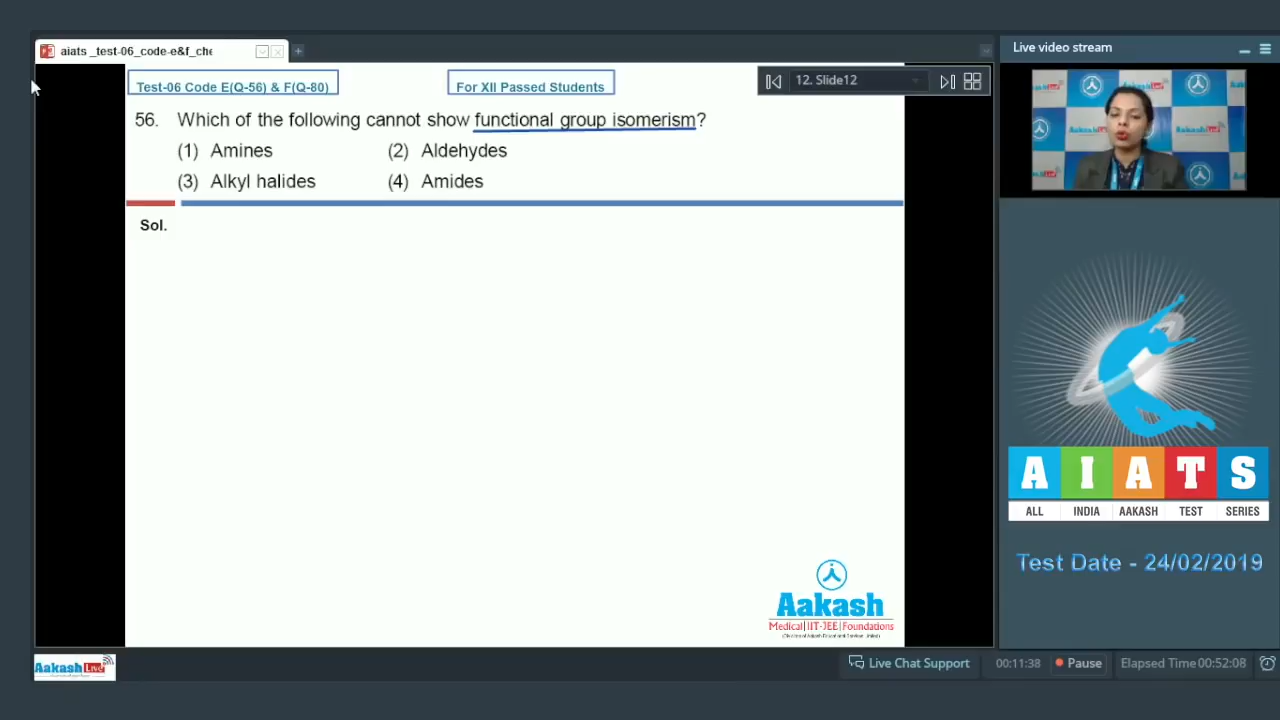 aiats _test-06_code-e&f_che
Live video stream
Test-06 Code E(Q-56) & F(Q-80)
For XII Passed Students
12. Slide12
56. Which of the following cannot show functional group isomerism?
(1) Amines (2) Aldehydes
(3) Alkyl halides (4) Amides
Sol.
A I A T S
ALL INDIA AAKASH TEST SERIES
Test Date - 24/02/2019
Aakash
Medical|IIT-JEE|Foundations
Aakash Live
Live Chat Support
00:11:38
Pause
Elapsed Time 00:52:08